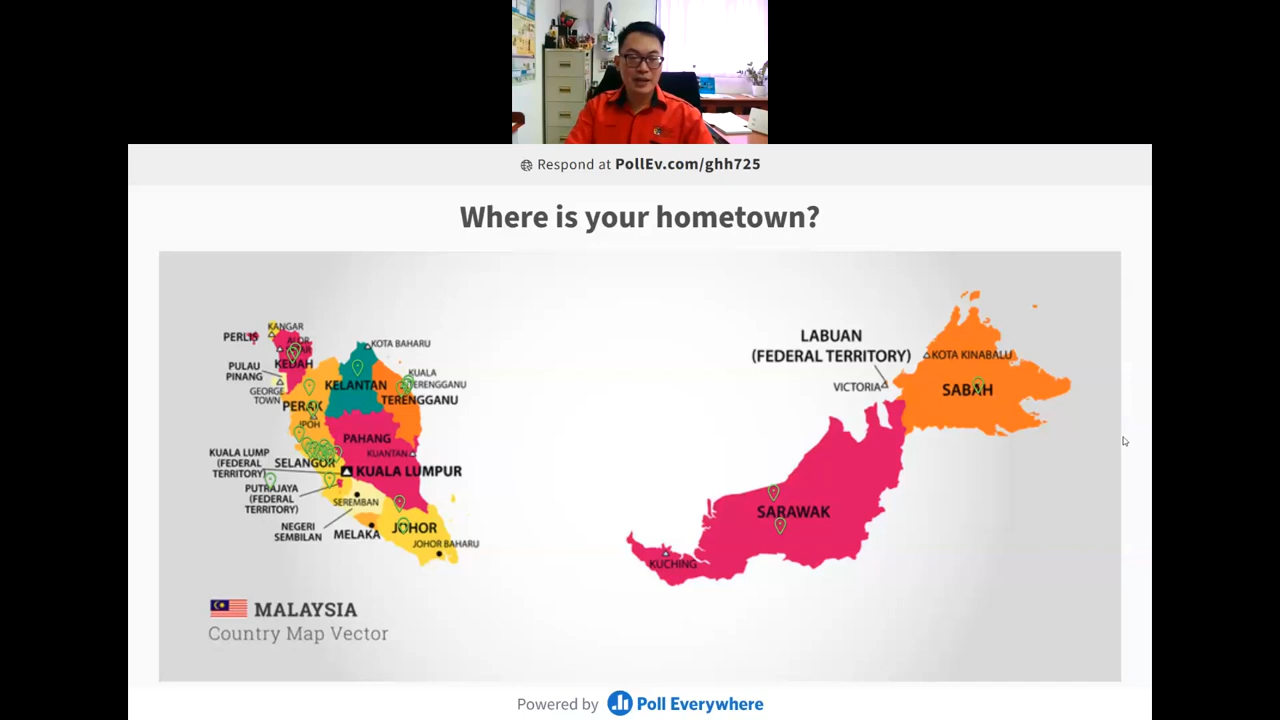 Respond at PollEv.com/ghh725
Where is your hometown?
KANGAR
PERLIS
ALOR
KEDAH
PULAU
PINANG
GEORGE
TOWN
KOTA BAHARU
KELANTAN
KUALA
TERENGGANU
TERENGGANU
PERAK
IPOH
PAHANG
KUANTAN
KUALA LUMP
(FEDERAL
TERRITORY)
SELANGOR
KUALA LUMPUR
PUTRAJAYA
(FEDERAL
TERRITORY)
SEREMBAN
NEGERI
SEMBILAN
MELAKA
JOHOR
JOHOR BAHARU
LABUAN
(FEDERAL TERRITORY)
VICTORIA
KOTA KINABALU
SABAH
SARAWAK
KUCHING
MALAYSIA
Country Map Vector
Powered by Poll Everywhere